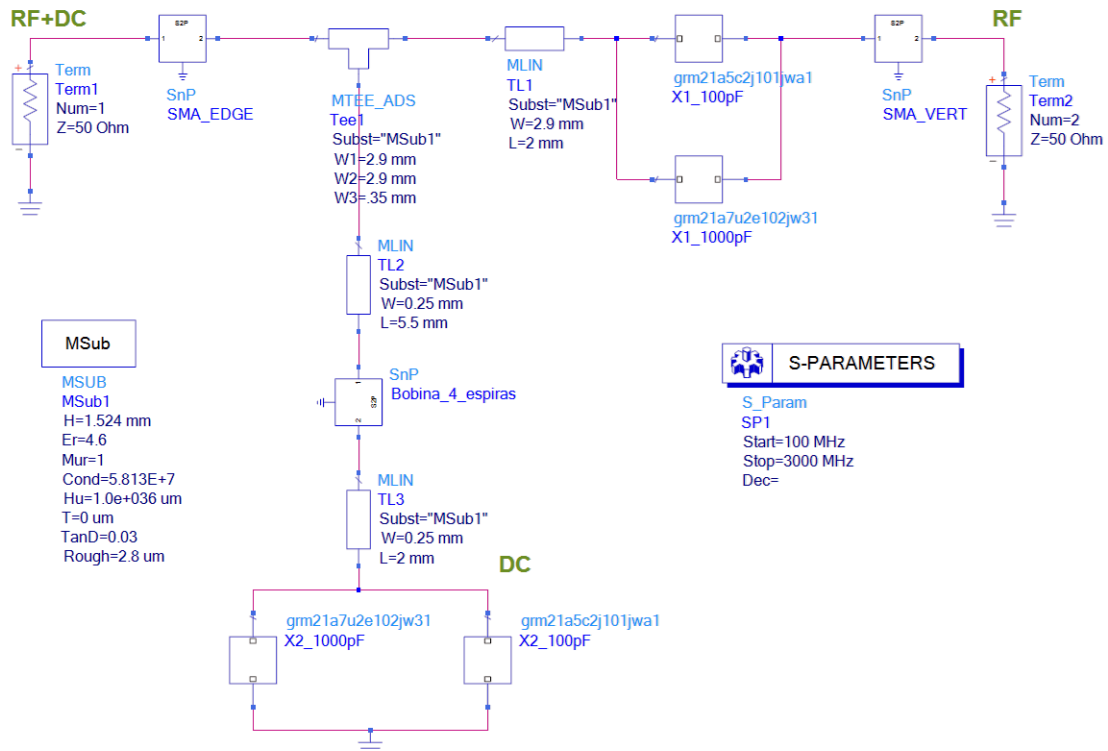 RF+DC
S2P
1
2
SnP
SMA_EDGE
+
Term
Term1
Num=1
Z=50 Ohm
-
MTEE_ADS
Tee1
Subst="MSub1"
W1=2.9 mm
W2=2.9 mm
W3=.35 mm
MLIN
TL1
Subst="MSub1"
W=2.9 mm
L=2 mm
grm21a5c2j101jwa1
X1_100pF
grm21a7u2e102jw31
X1_1000pF
S2P
1
2
SnP
SMA_VERT
RF
+
Term
Term2
Num=2
Z=50 Ohm
-
MLIN
TL2
Subst="MSub1"
W=0.25 mm
L=5.5 mm
1
S2P
2
SnP
Bobina_4_espiras
MLIN
TL3
Subst="MSub1"
W=0.25 mm
L=2 mm
MSub
MSUB
MSub1
H=1.524 mm
Er=4.6
Mur=1
Cond=5.813E+7
Hu=1.0e+036 um
T=0 um
TanD=0.03
Rough=2.8 um
S-PARAMETERS
S_Param
SP1
Start=100 MHz
Stop=3000 MHz
Dec=
DC
grm21a7u2e102jw31
X2_1000pF
grm21a5c2j101jwa1
X2_100pF